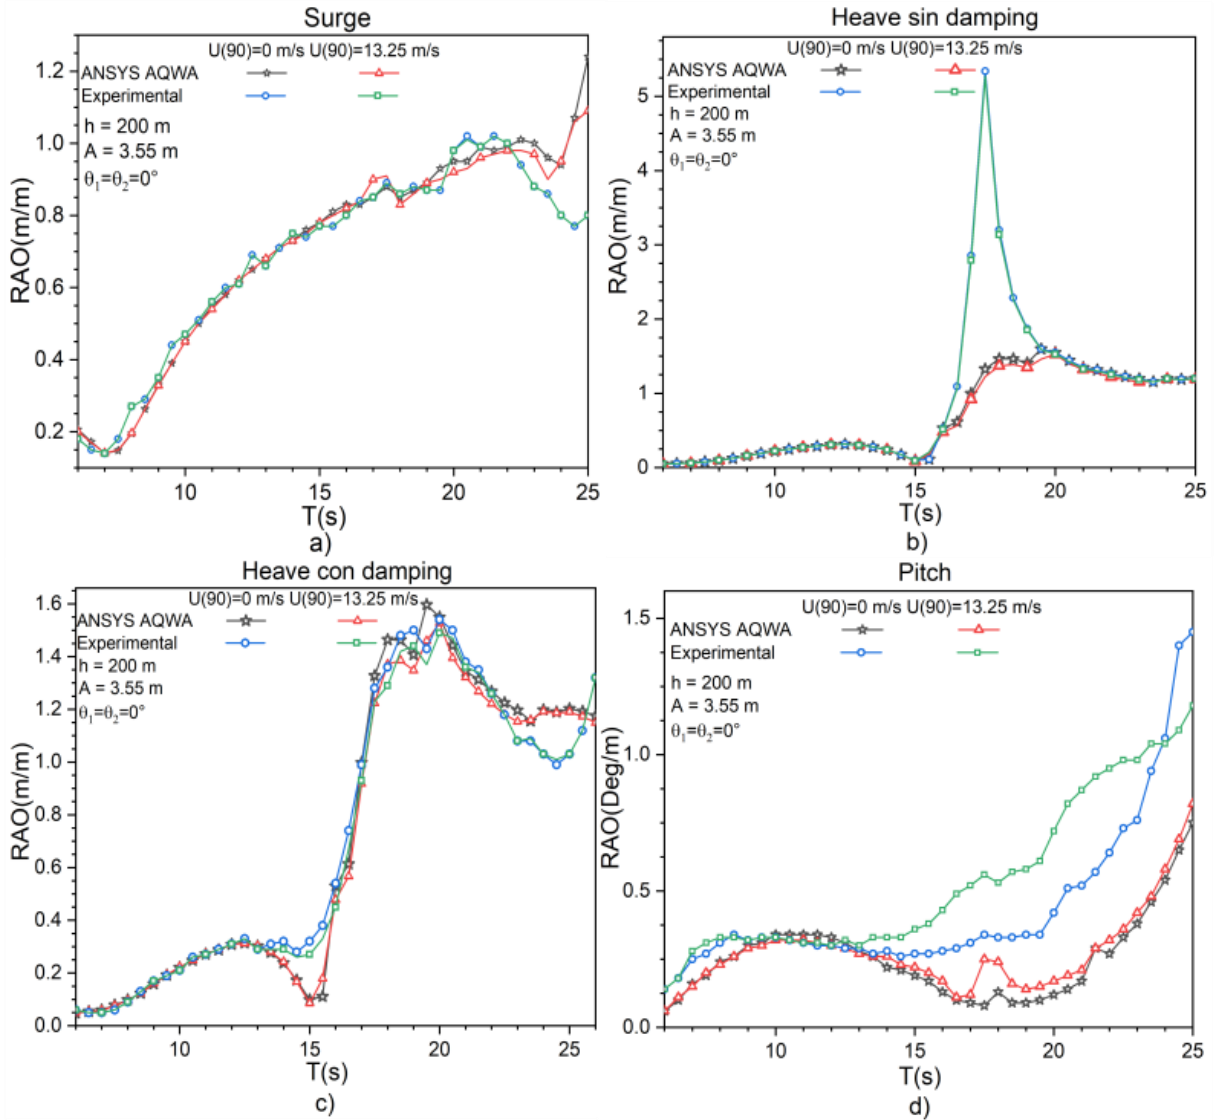 Surge
U(90)=0 m/s U(90)=13.25 m/s
ANSYS AQWA
Experimental
h = 200 m
A = 3.55 m
θ₁=θ₂=0°
RAO(m/m)
1.2
1.0
0.8
0.6
0.4
0.2
10 15 20 25
T(s)
a)
Heave sin damping
U(90)=0 m/s U(90)=13.25 m/s
ANSYS AQWA
Experimental
h = 200 m
A = 3.55 m
θ₁=θ₂=0°
RAO(m/m)
5
4
3
2
1
0
10 15 20 25
T(s)
b)
Heave con damping
U(90)=0 m/s U(90)=13.25 m/s
ANSYS AQWA
Experimental
h = 200 m
A = 3.55 m
θ₁=θ₂=0°
RAO(m/m)
1.6
1.4
1.2
1.0
0.8
0.6
0.4
0.2
0.0
10 15 20 25
T(s)
c)
Pitch
U(90)=0 m/s U(90)=13.25 m/s
ANSYS AQWA
Experimental
h = 200 m
A = 3.55 m
θ₁=θ₂=0°
RAO(Deg/m)
1.5
1.0
0.5
0.0
10 15 20 25
T(s)
d)